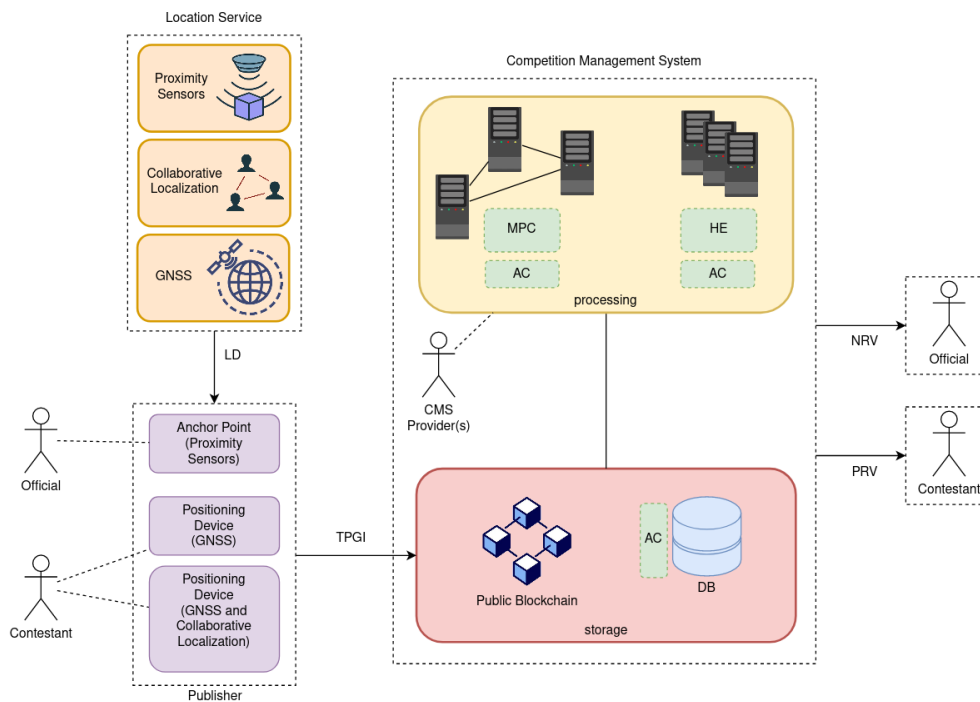 Location Service
Proximity
Sensors
Collaborative
Localization
GNSS
LD
Official
Contestant
Anchor Point
(Proximity
Sensors)
Positioning
Device
(GNSS)
Positioning
Device
(GNSS and
Collaborative
Localization)
Publisher
TPGI
Competition Management System
MPC
HE
AC
AC
processing
CMS
Provider(s)
Public Blockchain
AC
DB
storage
NRV
Official
PRV
Contestant